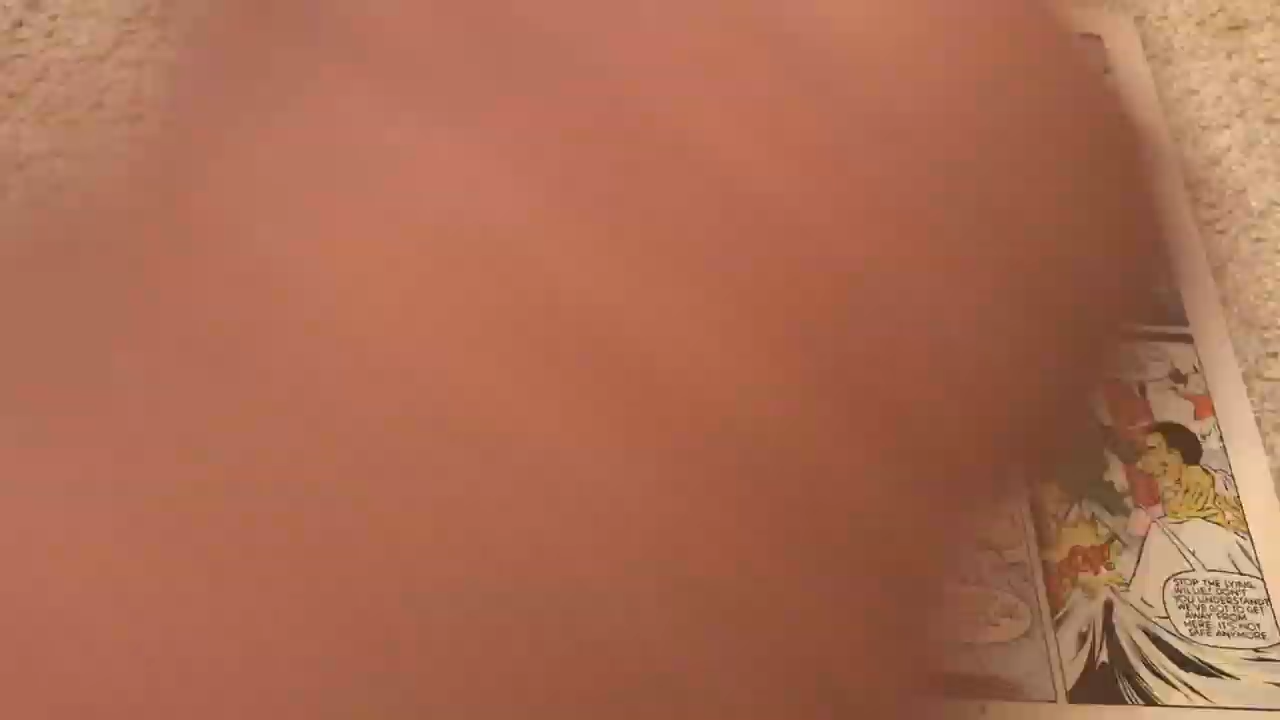 STOP THE LYING,
WILLIE! DON'T
YOU UNDERSTAND?
WE'VE GOT TO GET
AWAY FROM
HERE. IT'S NOT
SAFE ANYMORE.